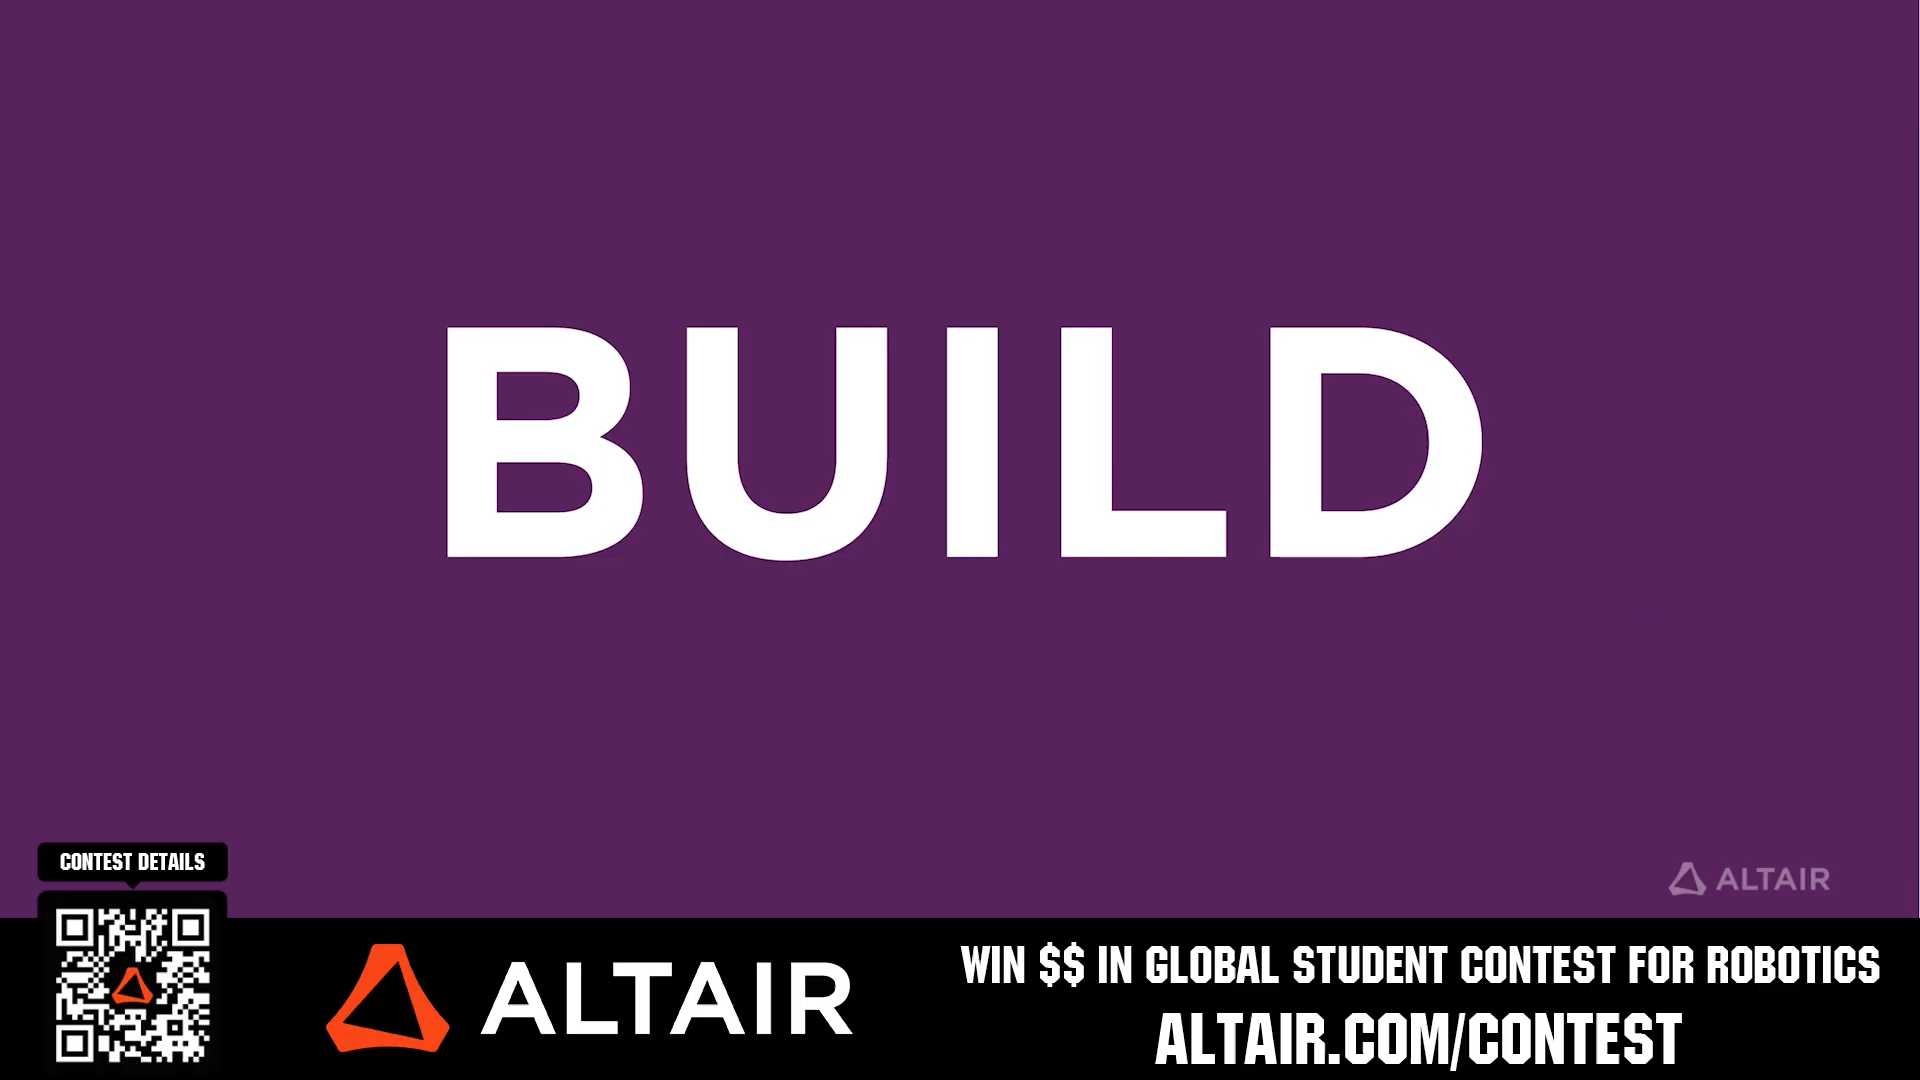 BUILD
CONTEST DETAILS
ALTAIR
ALTAIR
WIN $$ IN GLOBAL STUDENT CONTEST FOR ROBOTICS
ALTAIR.COM/CONTEST